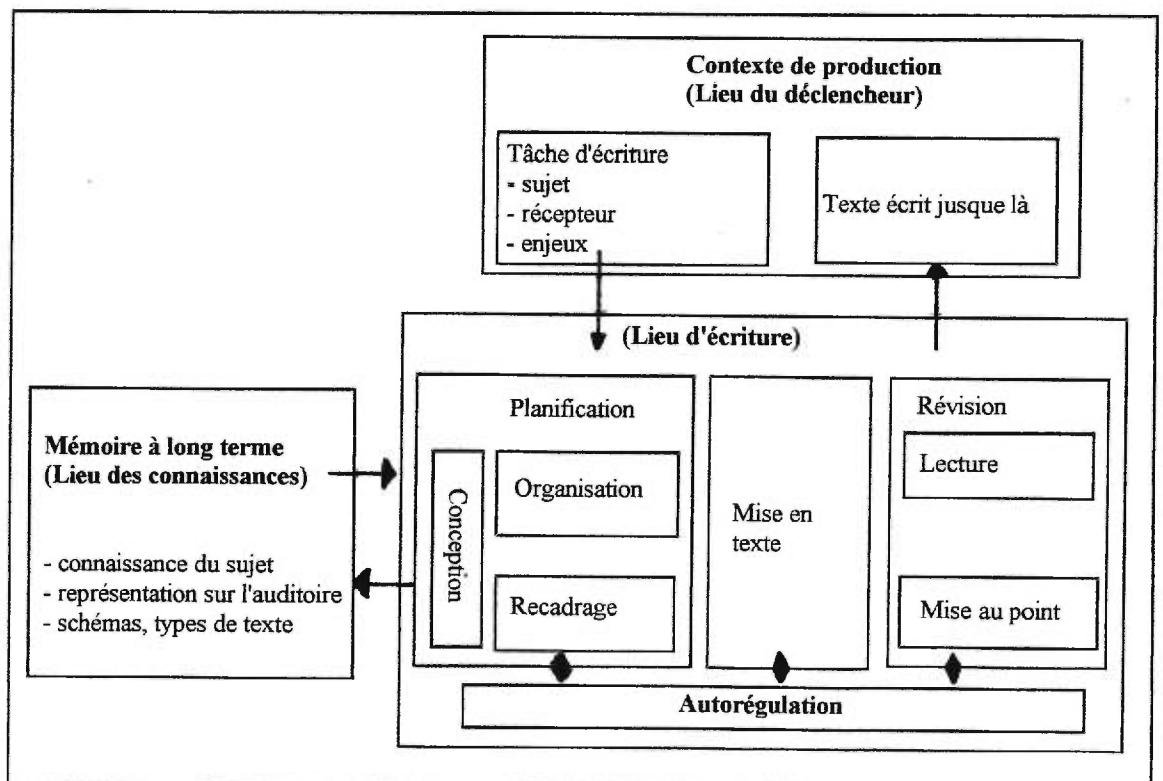 Contexte de production
(Lieu du déclencheur)
Tâche d'écriture
- sujet
- récepteur
- enjeux
Texte écrit jusque là
(Lieu d'écriture)
Mémoire à long terme
(Lieu des connaissances)
- connaissance du sujet
- représentation sur l'auditoire
- schémas, types de texte
Planification
Conception
Organisation
Recadrage
Mise en
texte
Révision
Lecture
Mise au point
Autorégulation